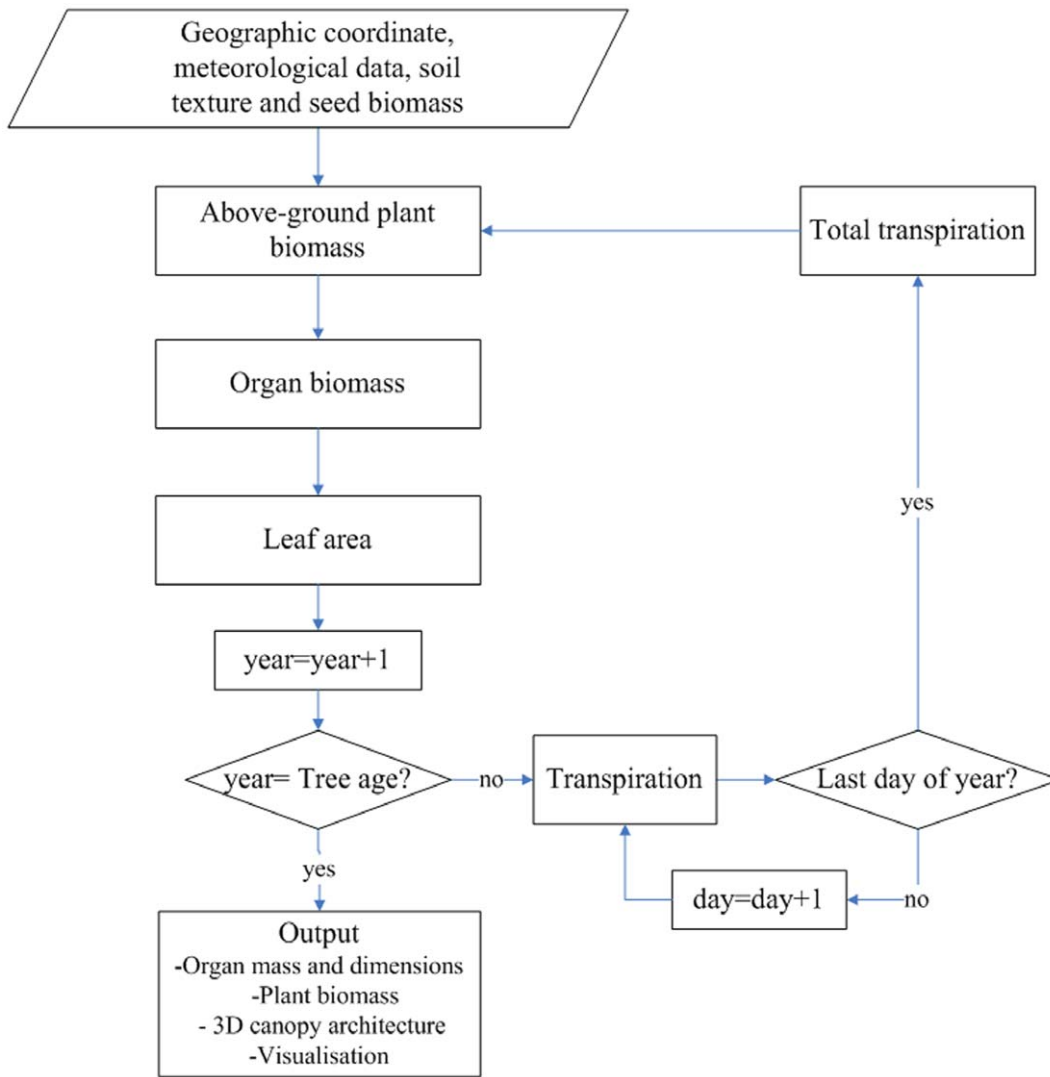 Geographic coordinate,
meteorological data, soil
texture and seed biomass
Above-ground plant
biomass
Total transpiration
Organ biomass
Leaf area
yes
year=year+1
year= Tree age?
no
Transpiration
Last day of year?
yes
day=day+1
no
Output
-Organ mass and dimensions
-Plant biomass
- 3D canopy architecture
-Visualisation